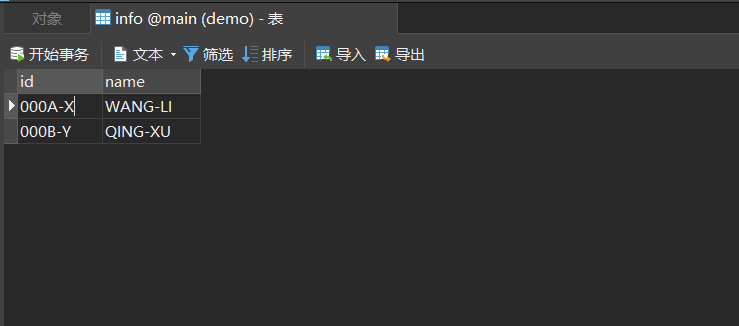 对象 info @main (demo) - 表
开始事务 文本 筛选 排序 导入 导出
id name
000A-X WANG-LI
000B-Y QING-XU